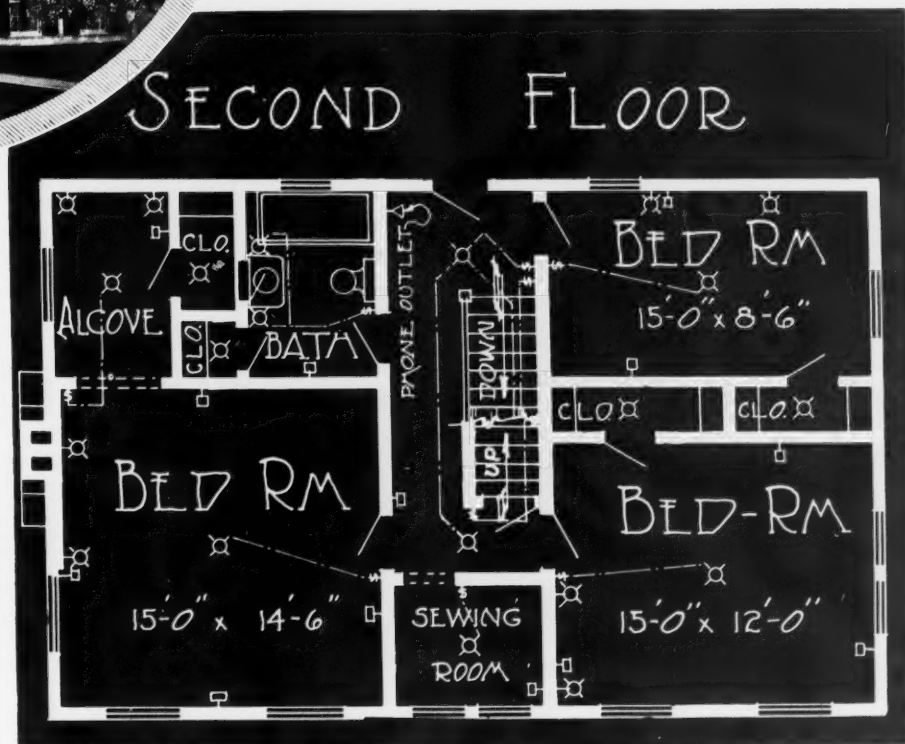 SECOND FLOOR
CLO.
ALCOVE
CLO.
BATH
PHONE OUTLET
DOWN
UP
BED RM
15'-0" x 8'-6"
CLO.
CLO.
BED RM
15'-0" x 14'-6"
SEWING
ROOM
BED-RM
15'-0" x 12'-0"